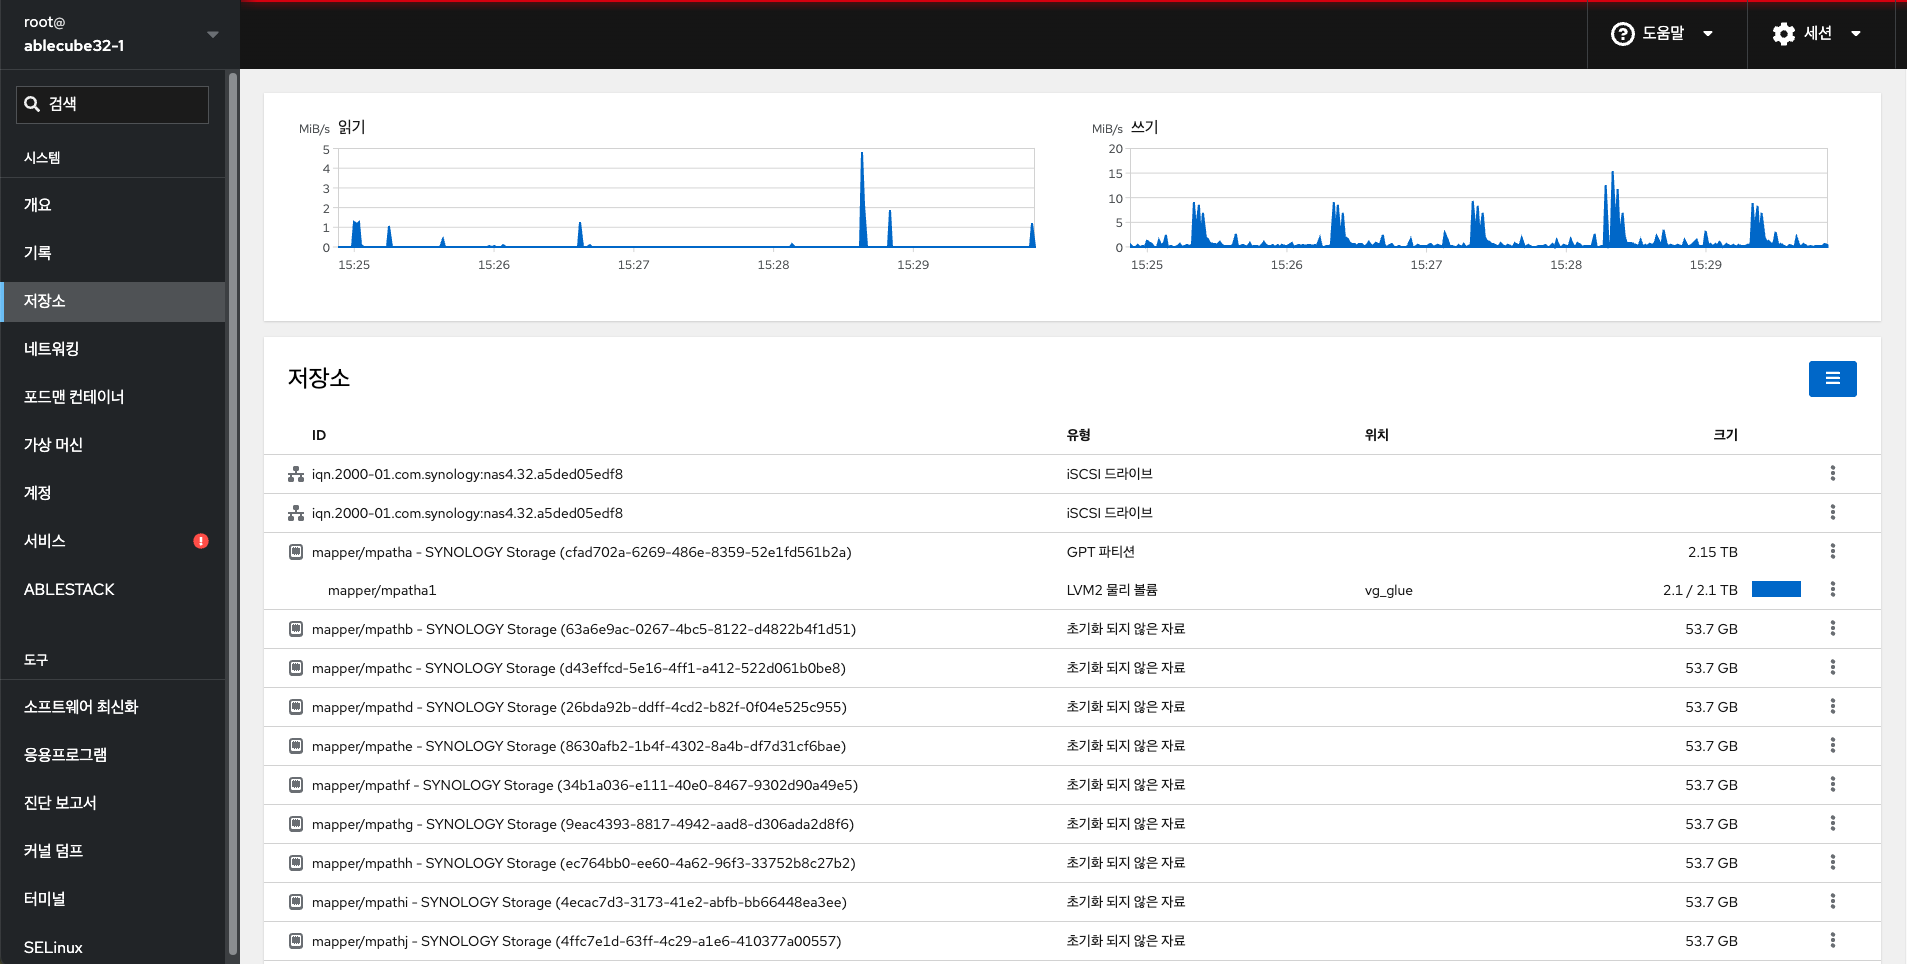 root@
ablecube32-1
도움말
세션
검색
시스템
개요
기록
저장소
네트워킹
포드맨 컨테이너
가상 머신
계정
서비스
ABLESTACK
도구
소프트웨어 최신화
응용프로그램
진단 보고서
커널 덤프
터미널
SELinux
MiB/s 읽기
5
4
3
2
1
0
15:25 15:26 15:27 15:28 15:29
MiB/s 쓰기
20
15
10
5
0
15:25 15:26 15:27 15:28 15:29
저장소
ID 유형 위치 크기
iqn.2000-01.com.synology:nas4.32.a5ded05edf8 iSCSI 드라이브
iqn.2000-01.com.synology:nas4.32.a5ded05edf8 iSCSI 드라이브
mapper/mpatha - SYNOLOGY Storage (cfad702a-6269-486e-8359-52e1fd561b2a) GPT 파티션 2.15 TB
mapper/mpatha1 LVM2 물리 볼륨 vg_glue 2.1 / 2.1 TB
mapper/mpathb - SYNOLOGY Storage (63a6e9ac-0267-4bc5-8122-d4822b4f1d51) 초기화 되지 않은 자료 53.7 GB
mapper/mpathc - SYNOLOGY Storage (d43effcd-5e16-4ff1-a412-522d061b0be8) 초기화 되지 않은 자료 53.7 GB
mapper/mpathd - SYNOLOGY Storage (26bda92b-ddff-4cd2-b82f-0f04e525c955) 초기화 되지 않은 자료 53.7 GB
mapper/mpathe - SYNOLOGY Storage (8630afb2-1b4f-4302-8a4b-df7d31cf6bae) 초기화 되지 않은 자료 53.7 GB
mapper/mpathf - SYNOLOGY Storage (34b1a036-e111-40e0-8467-9302d90a49e5) 초기화 되지 않은 자료 53.7 GB
mapper/mpathg - SYNOLOGY Storage (9eac4393-8817-4942-aad8-d306ada2d8f6) 초기화 되지 않은 자료 53.7 GB
mapper/mpathh - SYNOLOGY Storage (ec764bb0-ee60-4a62-96f3-33752b8c27b2) 초기화 되지 않은 자료 53.7 GB
mapper/mpathi - SYNOLOGY Storage (4ecac7d3-3173-41e2-abfb-bb66448ea3ee) 초기화 되지 않은 자료 53.7 GB
mapper/mpathj - SYNOLOGY Storage (4ffc7e1d-63ff-4c29-a1e6-410377a00557) 초기화 되지 않은 자료 53.7 GB